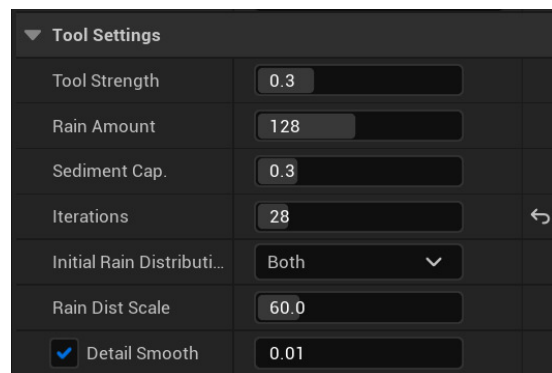 Tool Settings
Tool Strength 0.3
Rain Amount 128
Sediment Cap. 0.3
Iterations 28
Initial Rain Distributi... Both
Rain Dist Scale 60.0
Detail Smooth 0.01